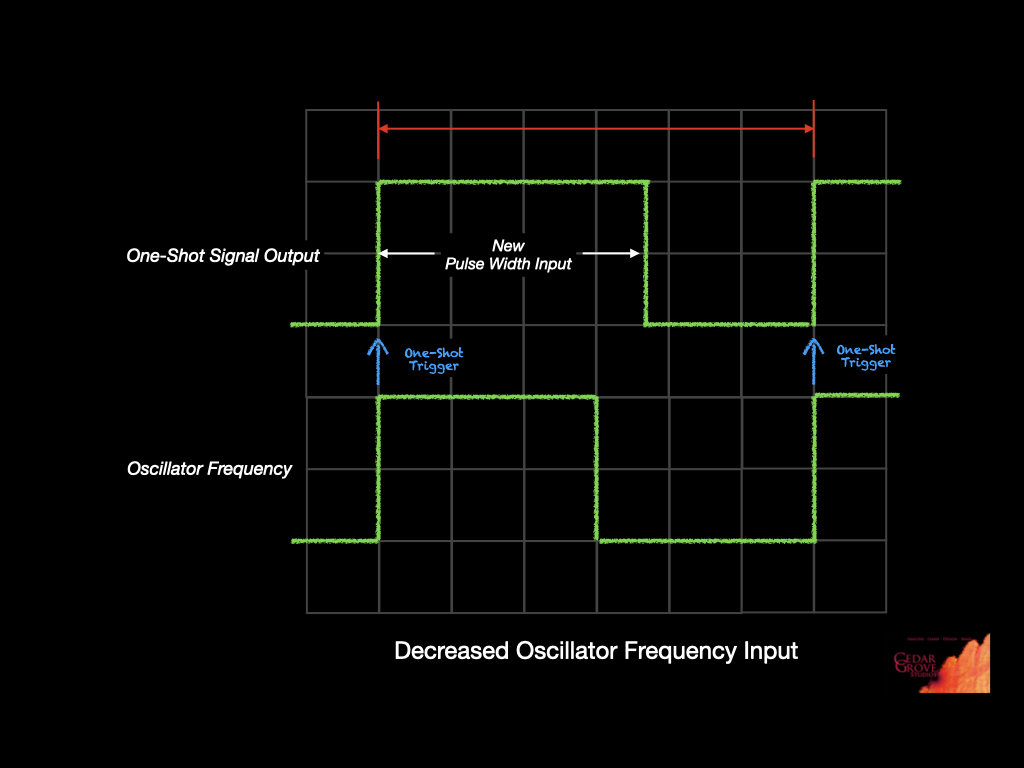 One-Shot Signal Output
New
Pulse Width Input
One-Shot
Trigger
One-Shot
Trigger
Oscillator Frequency
Decreased Oscillator Frequency Input
CEDAR
GROVE
STUDIOS